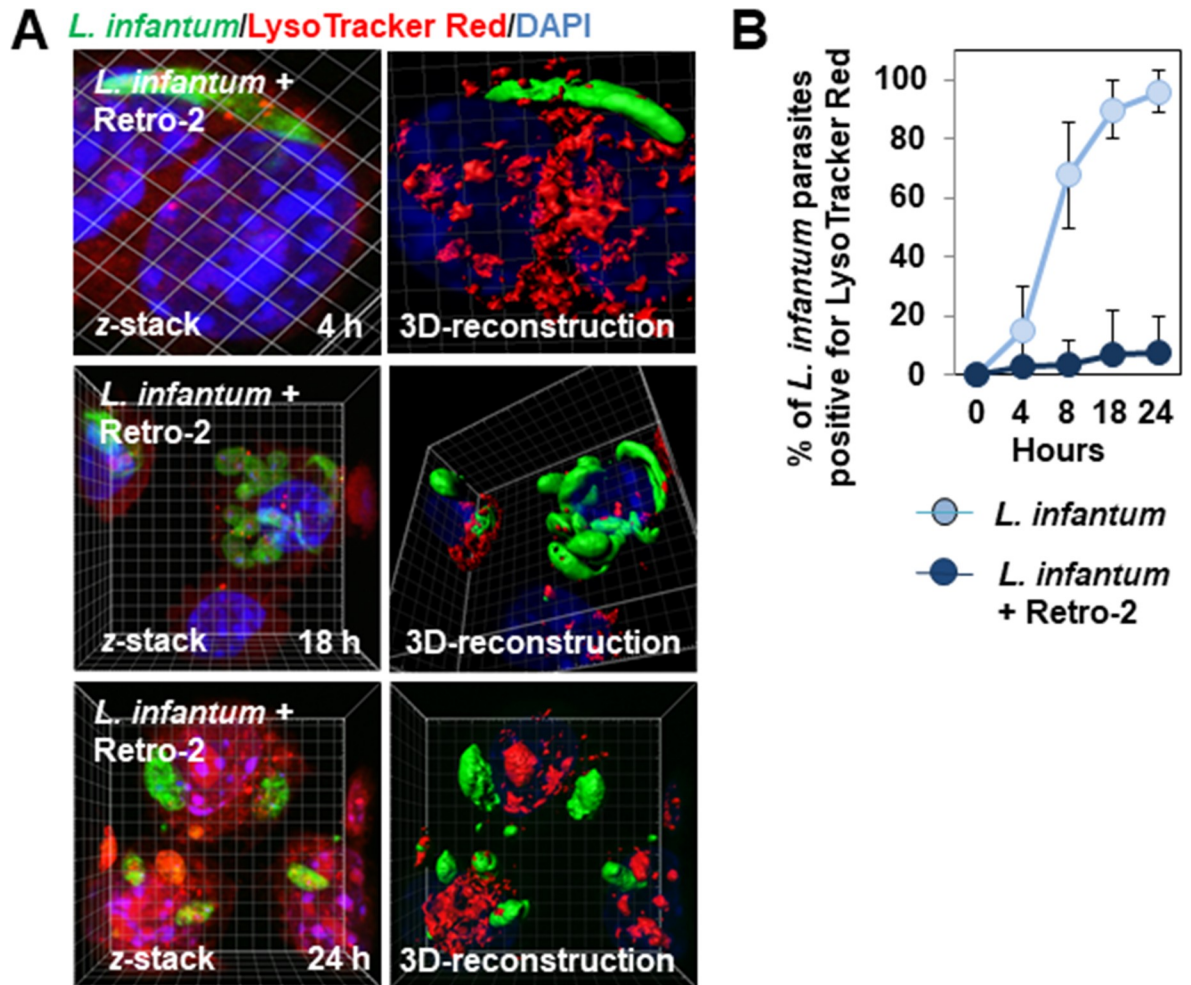 A L. infantum/LysoTracker Red/DAPI
L. infantum +
Retro-2
z-stack
4 h
3D-reconstruction
L. infantum +
Retro-2
z-stack
18 h
3D-reconstruction
L. infantum +
Retro-2
z-stack
24 h
3D-reconstruction
B
% of L. infantum parasites
positive for LysoTracker Red
100
80
60
40
20
0
0 4 8 18 24
Hours
L. infantum
L. infantum
+ Retro-2